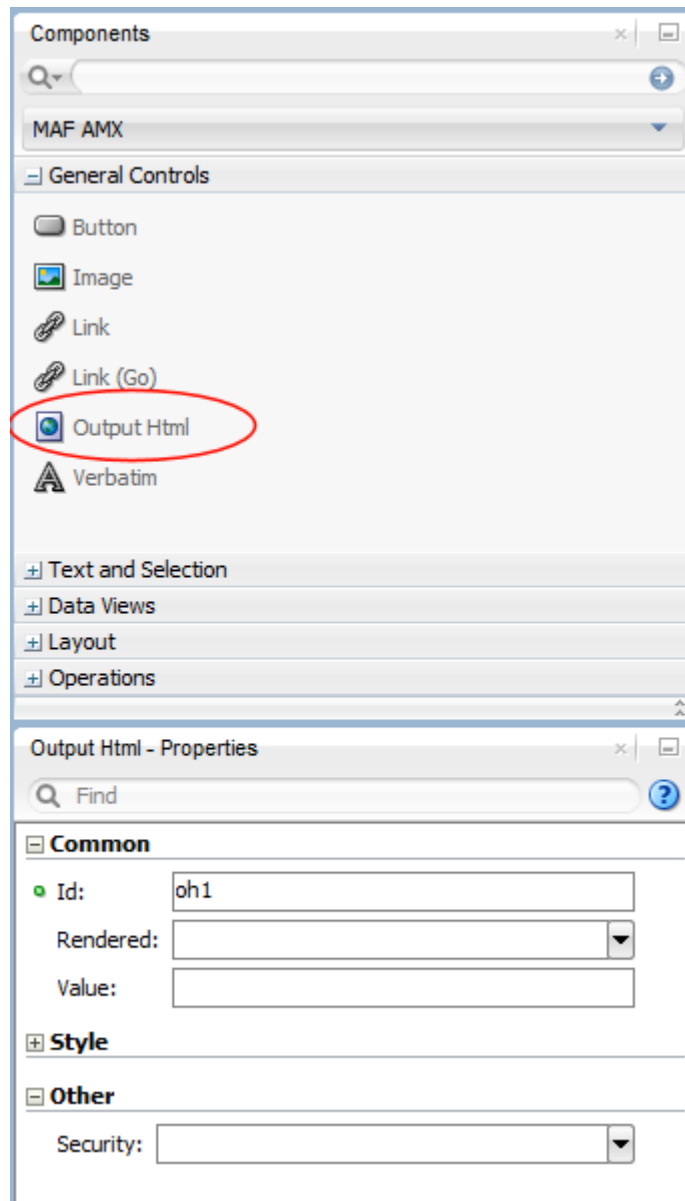 Components
MAF AMX
General Controls
Button
Image
Link
Link (Go)
Output Html
Verbatim
Text and Selection
Data Views
Layout
Operations
Output Html - Properties
Find
Common
Id: oh1
Rendered:
Value:
Style
Other
Security: